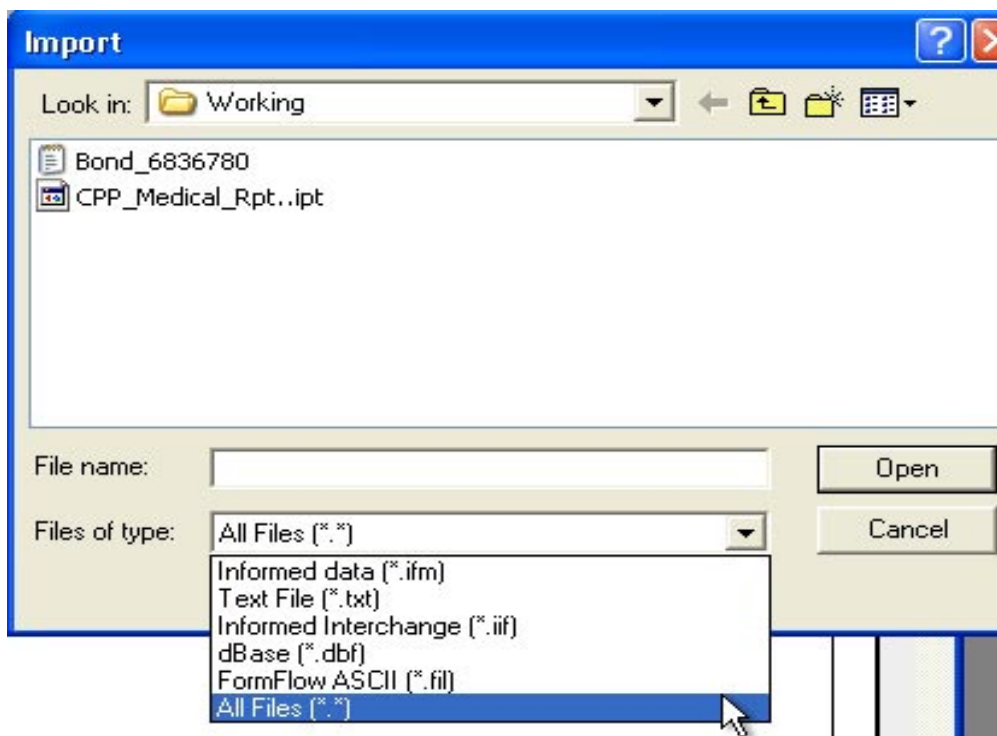 Import
Look in: Working
Bond_6836780
CPP_Medical_Rpt..ipt
File name:
Open
Files of type: All Files (*.*)
Cancel
Informed data (*.ifm)
Text File (*.txt)
Informed Interchange (*.iif)
dBase (*.dbf)
FormFlow ASCII (*.fil)
All Files (*.*)